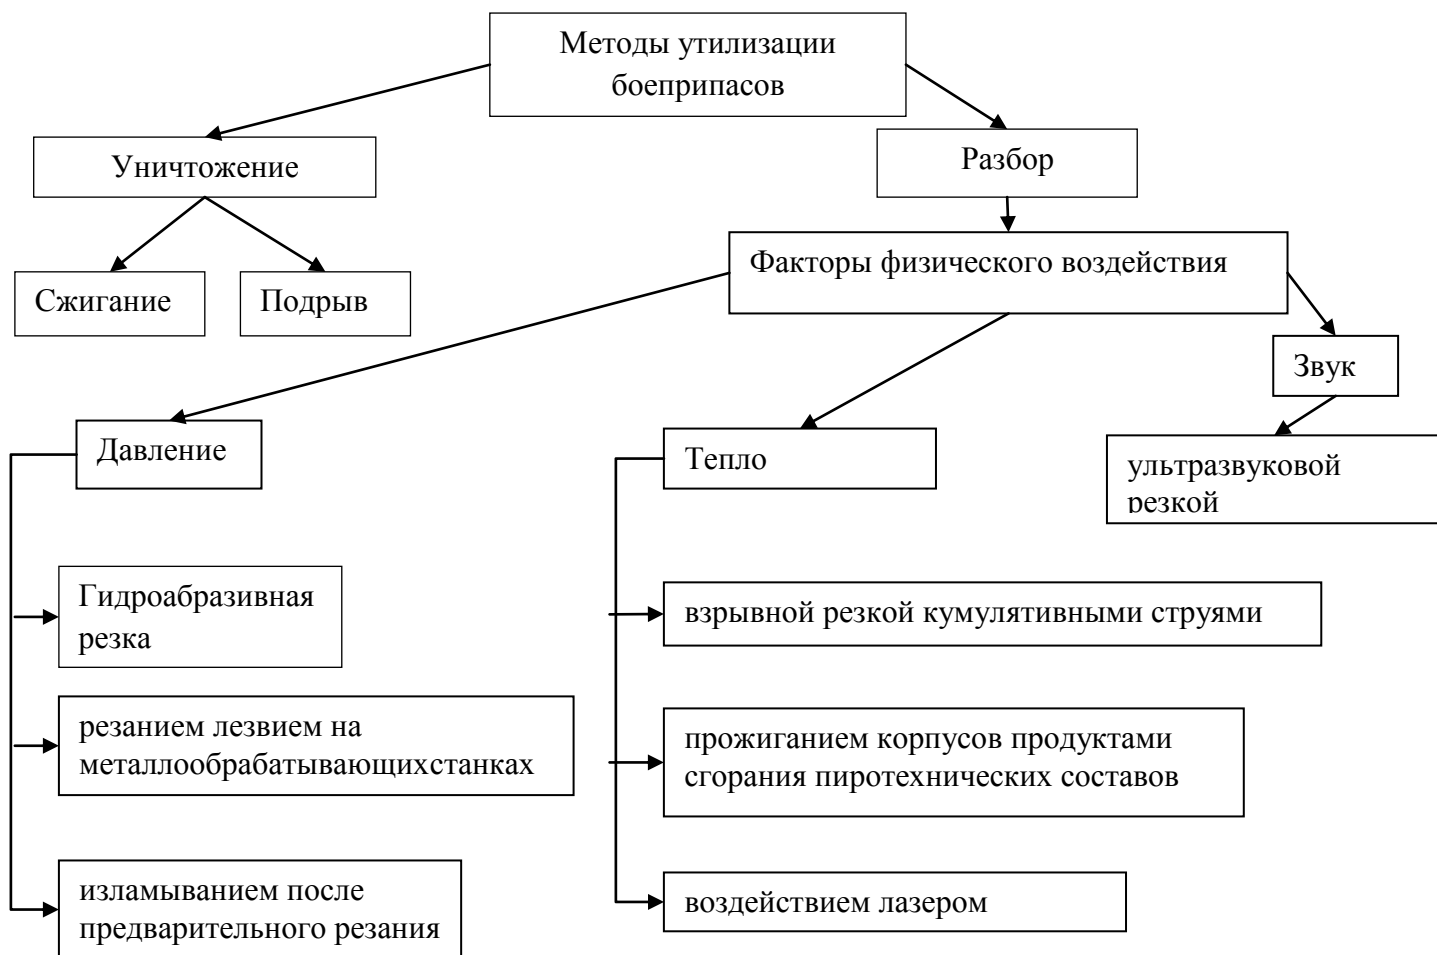 Методы утилизации
боеприпасов
Уничтожение
Разбор
Факторы физического воздействия
Сжигание
Подрыв
Звук
Давление
Тепло
ультразвуковой
резкой
Гидроабразивная
резка
взрывной резкой кумулятивными струями
резанием лезвием на
металлообрабатывающихстанках
прожиганием корпусов продуктами
сгорания пиротехнических составов
изламыванием после
предварительного резания
воздействием лазером